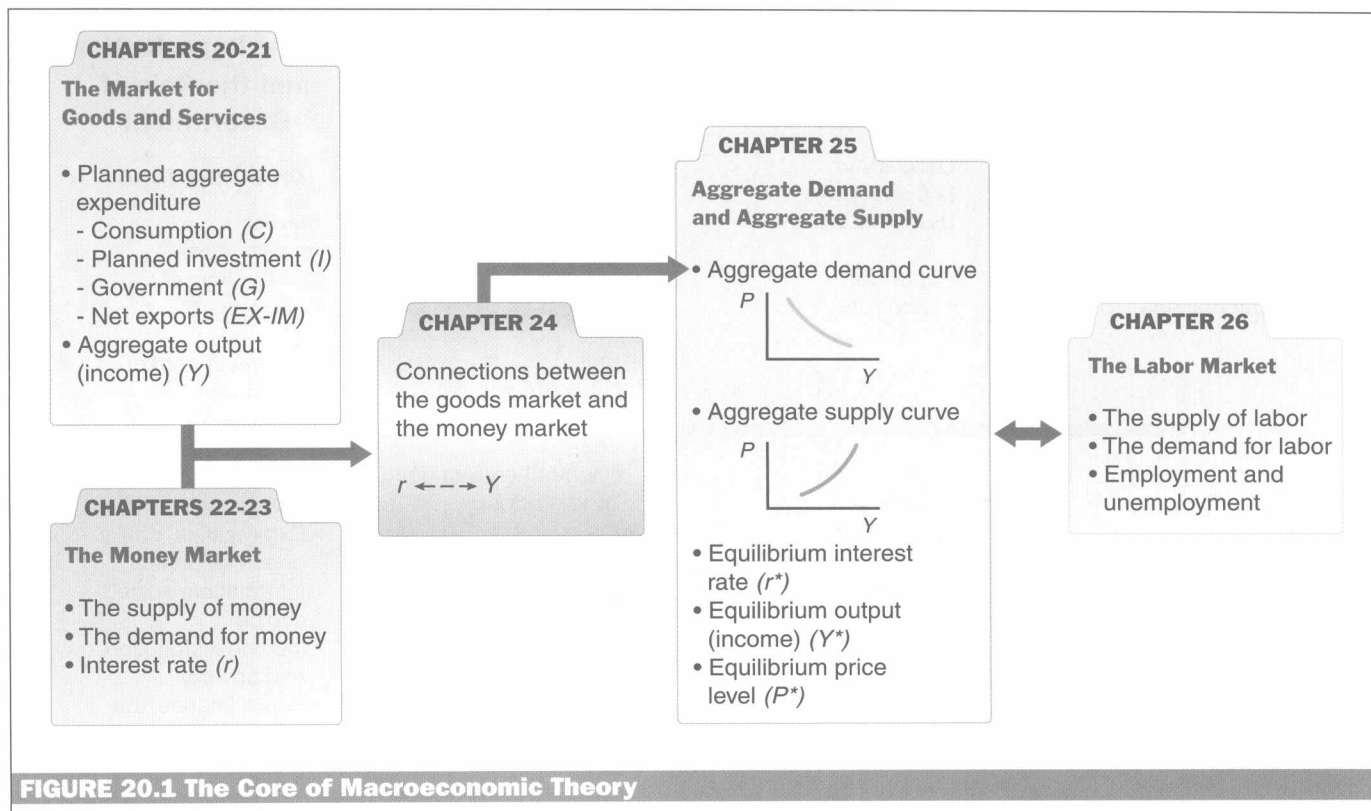 CHAPTERS 20-21
The Market for
Goods and Services
• Planned aggregate
expenditure
- Consumption (C)
- Planned investment (I)
- Government (G)
- Net exports (EX-IM)
• Aggregate output
(income) (Y)
CHAPTERS 22-23
The Money Market
• The supply of money
• The demand for money
• Interest rate (r)
CHAPTER 24
Connections between
the goods market and
the money market
r ←--→ Y
CHAPTER 25
Aggregate Demand
and Aggregate Supply
• Aggregate demand curve
P
Y
• Aggregate supply curve
P
Y
• Equilibrium interest
rate (r*)
• Equilibrium output
(income) (Y*)
• Equilibrium price
level (P*)
CHAPTER 26
The Labor Market
• The supply of labor
• The demand for labor
• Employment and
unemployment
FIGURE 20.1 The Core of Macroeconomic Theory